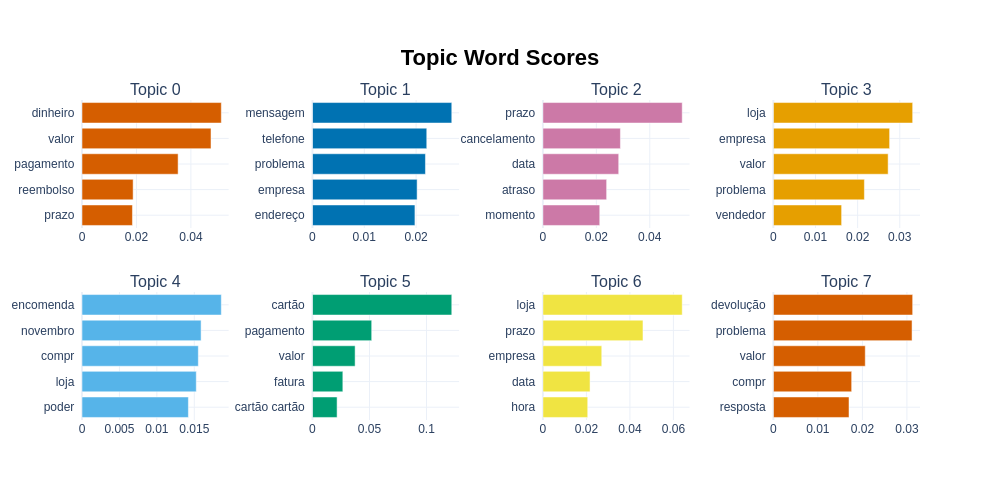 Topic Word Scores
Topic 0
dinheiro
valor
pagamento
reembolso
prazo
0 0.02 0.04
Topic 1
mensagem
telefone
problema
empresa
endereço
0 0.01 0.02
Topic 2
prazo
cancelamento
data
atraso
momento
0 0.02 0.04
Topic 3
loja
empresa
valor
problema
vendedor
0 0.01 0.02 0.03
Topic 4
encomenda
novembro
compr
loja
poder
0 0.005 0.01 0.015
Topic 5
cartão
pagamento
valor
fatura
cartão cartão
0 0.05 0.1
Topic 6
loja
prazo
empresa
data
hora
0 0.02 0.04 0.06
Topic 7
devolução
problema
valor
compr
resposta
0 0.01 0.02 0.03